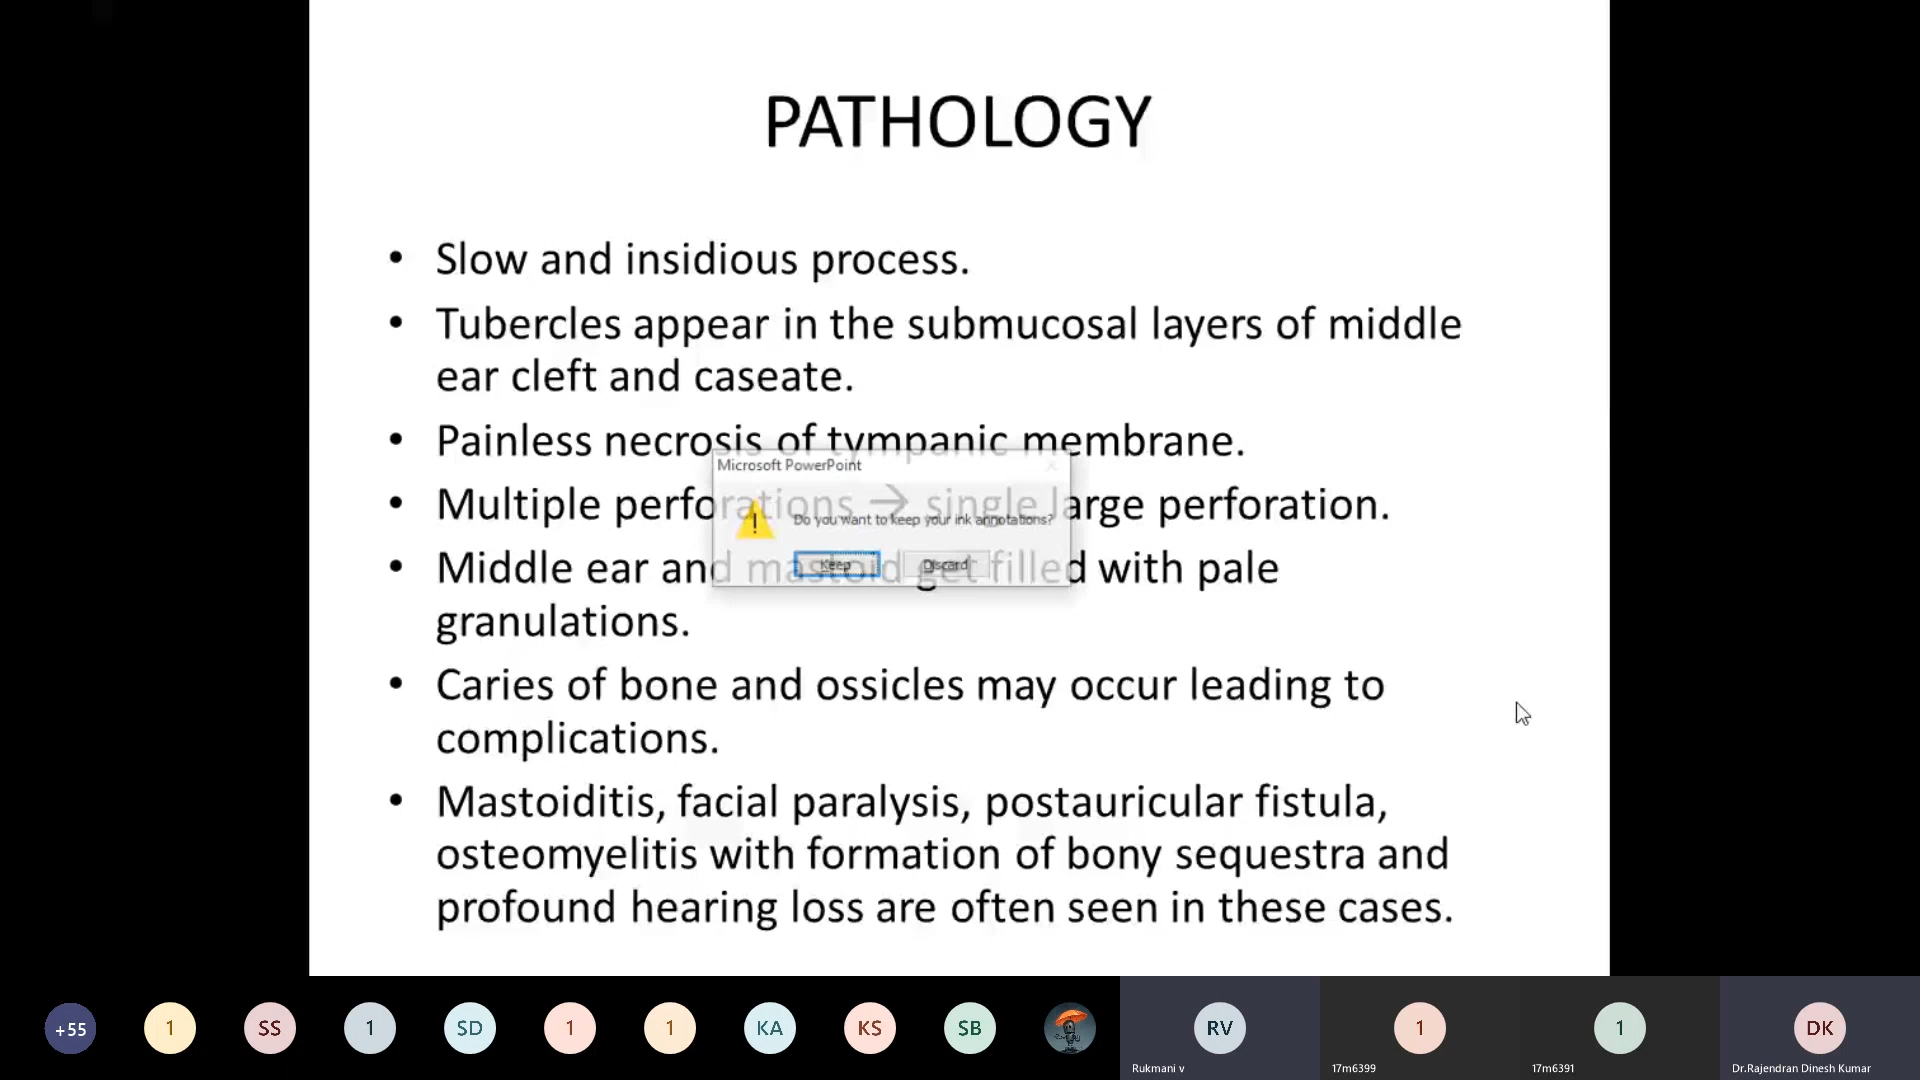 PATHOLOGY
• Slow and insidious process.
• Tubercles appear in the submucosal layers of middle
ear cleft and caseate.
• Painless necrosis of tympanic membrane.
• Multiple perforations → single large perforation.
• Middle ear and mastoid get filled with pale
granulations.
• Caries of bone and ossicles may occur leading to
complications.
• Mastoiditis, facial paralysis, postauricular fistula,
osteomyelitis with formation of bony sequestra and
profound hearing loss are often seen in these cases.
Microsoft PowerPoint
Do you want to keep your ink annotations?
Keep Discard
+55 1 SS 1 SD 1 1 KA KS SB RV 1 1 DK
Rukmani v 17m6399 17m6391 Dr.Rajendran Dinesh Kumar